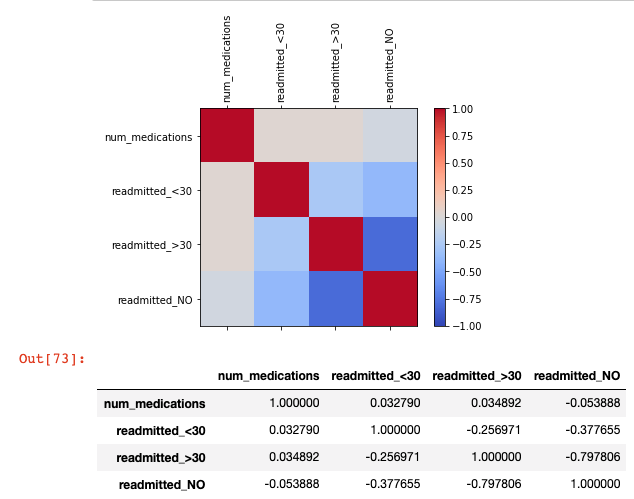 num_medications readmitted_<30 readmitted_>30 readmitted_NO
num_medications
readmitted_<30
readmitted_>30
readmitted_NO
1.00
0.75
0.50
0.25
0.00
−0.25
−0.50
−0.75
−1.00
Out[73]:
num_medications readmitted_<30 readmitted_>30 readmitted_NO
num_medications 1.000000 0.032790 0.034892 -0.053888
readmitted_<30 0.032790 1.000000 -0.256971 -0.377655
readmitted_>30 0.034892 -0.256971 1.000000 -0.797806
readmitted_NO -0.053888 -0.377655 -0.797806 1.000000